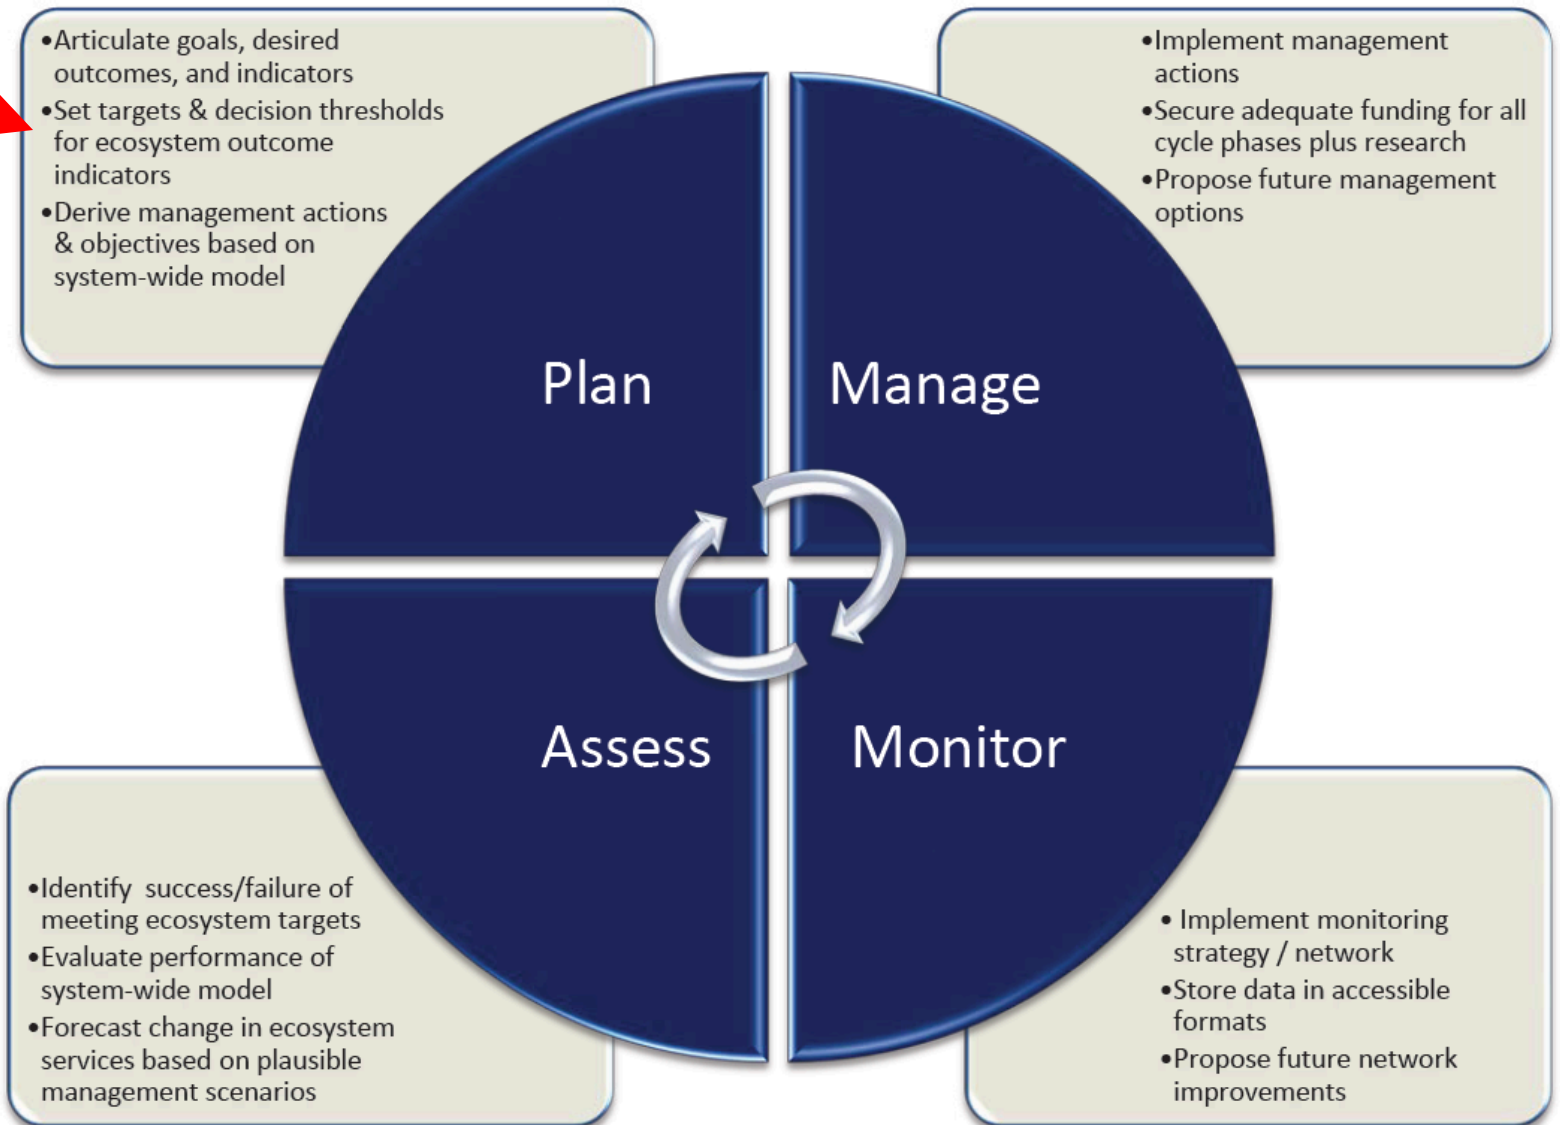 •Articulate goals, desired
outcomes, and indicators
•Set targets & decision thresholds
for ecosystem outcome
indicators
•Derive management actions
& objectives based on
system-wide model
•Implement management
actions
•Secure adequate funding for all
cycle phases plus research
•Propose future management
options
Plan
Manage
Assess
Monitor
•Identify success/failure of
meeting ecosystem targets
•Evaluate performance of
system-wide model
•Forecast change in ecosystem
services based on plausible
management scenarios
• Implement monitoring
strategy / network
•Store data in accessible
formats
•Propose future network
improvements